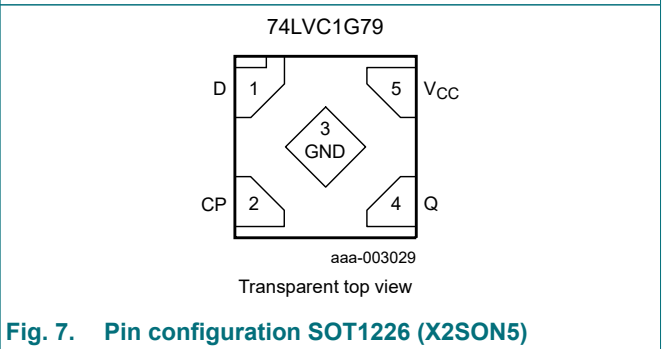 74LVC1G79
D 1 5 VCC
3
GND
CP 2 4 Q
aaa-003029
Transparent top view
Fig. 7. Pin configuration SOT1226 (X2SON5)